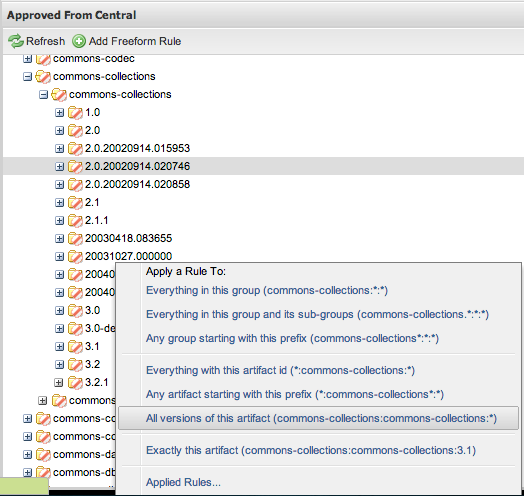 Approved From Central
Refresh Add Freeform Rule
commons-codec
commons-collections
commons-collections
1.0
2.0
2.0.20020914.015953
2.0.20020914.020746
2.0.20020914.020858
2.1
2.1.1
20030418.083655
20031027.000000
20040
20040
3.0
3.0-de
3.1
3.2
3.2.1
commons
commons-co
commons-co
commons-da
commons-db
Apply a Rule To:
Everything in this group (commons-collections:*:*)
Everything in this group and its sub-groups (commons-collections.*:*:*)
Any group starting with this prefix (commons-collections*:*:*)
Everything with this artifact id (*:commons-collections:*)
Any artifact starting with this prefix (*:commons-collections*:*)
All versions of this artifact (commons-collections:commons-collections:*)
Exactly this artifact (commons-collections:commons-collections:3.1)
Applied Rules...